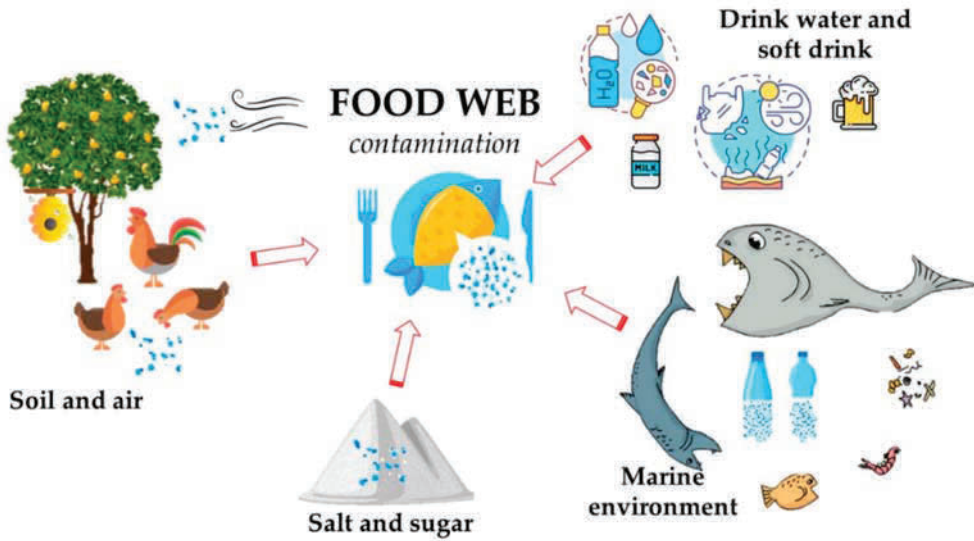 FOOD WEB
contamination
Drink water and
soft drink
H₂O
MILK
Soil and air
Salt and sugar
Marine
environment